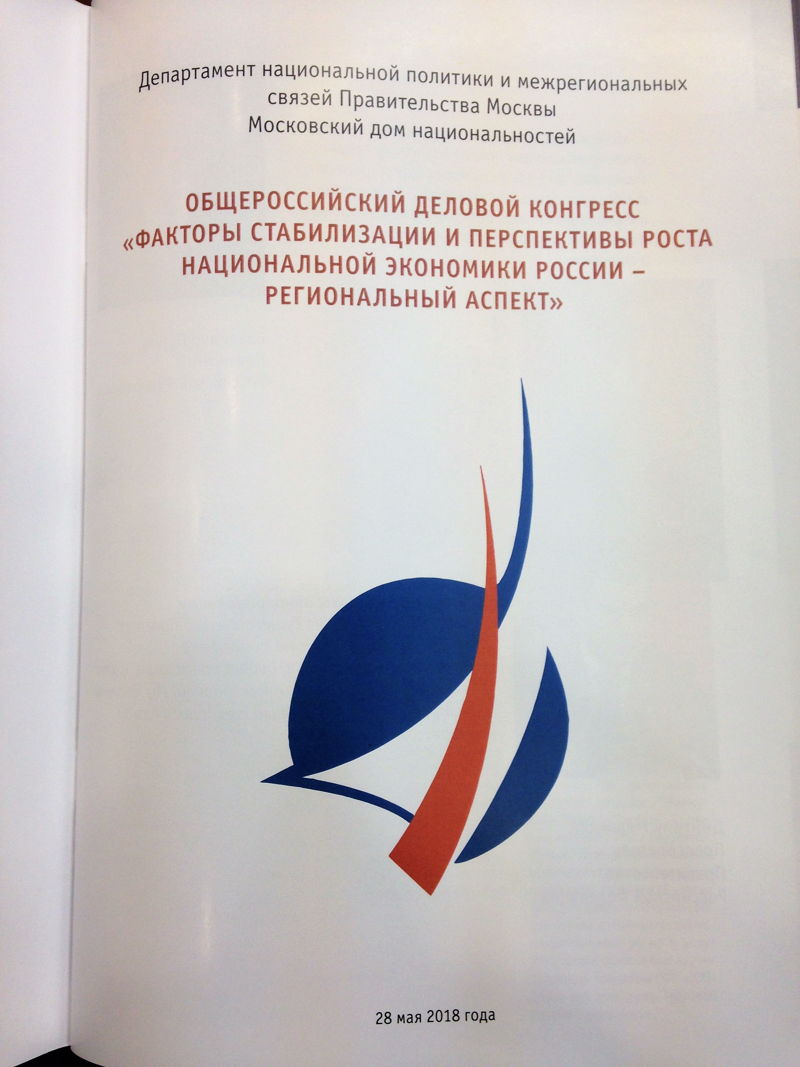 Департамент национальной политики и межрегиональных
связей Правительства Москвы
Московский дом национальностей
ОБЩЕРОССИЙСКИЙ ДЕЛОВОЙ КОНГРЕСС
«ФАКТОРЫ СТАБИЛИЗАЦИИ И ПЕРСПЕКТИВЫ РОСТА
НАЦИОНАЛЬНОЙ ЭКОНОМИКИ РОССИИ –
РЕГИОНАЛЬНЫЙ АСПЕКТ»
28 мая 2018 года